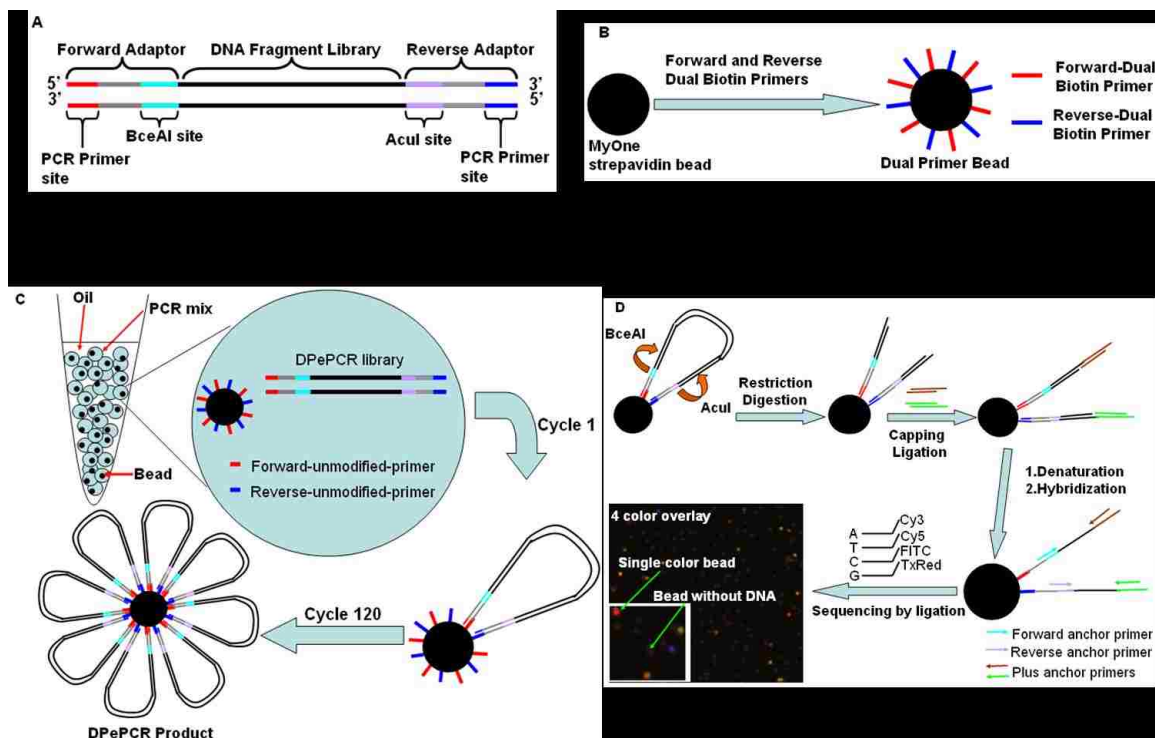 A
Forward Adaptor
DNA Fragment Library
Reverse Adaptor
5’
3’
3’
5’
BceAI site
AcuI site
PCR Primer
site
PCR Primer
site
B
Forward and Reverse
Dual Biotin Primers
MyOne
strepavidin bead
Dual Primer Bead
Forward-Dual
Biotin Primer
Reverse-Dual
Biotin Primer
C
Oil
PCR mix
Bead
DPePCR library
Forward-unmodified-primer
Reverse-unmodified-primer
Cycle 1
Cycle 120
DPePCR Product
D
BceAI
AcuI
Restriction
Digestion
Capping
Ligation
1.Denaturation
2.Hybridization
4 color overlay
Single color bead
Bead without DNA
A
T
C
G
Cy3
Cy5
FITC
TxRed
Sequencing by ligation
Forward anchor primer
Reverse anchor primer
Plus anchor primers